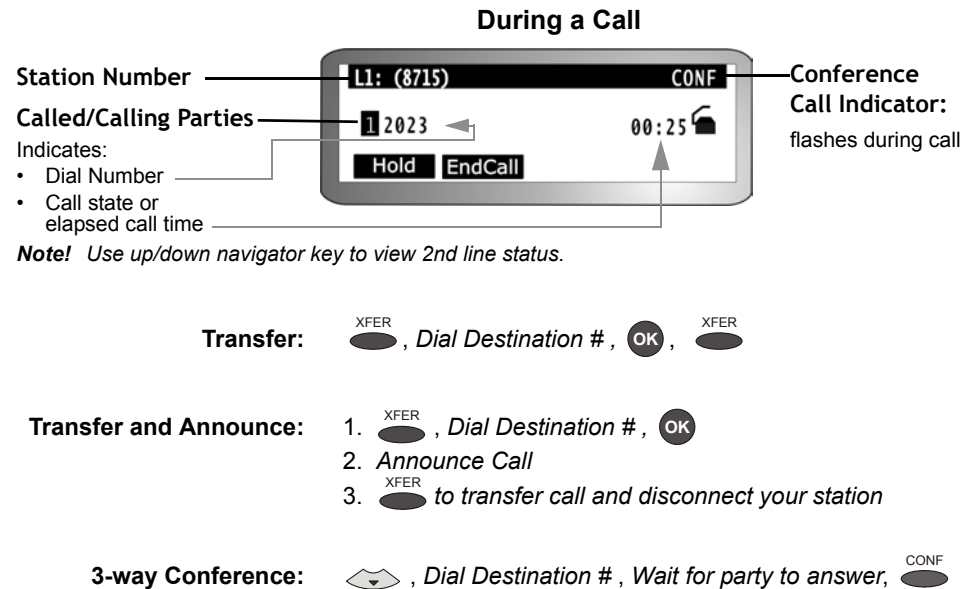 During a Call
Station Number
L1: (8715) CONF
Conference
Call Indicator:
flashes during call
Called/Calling Parties
1 2023 00:25
Indicates:
• Dial Number
• Call state or
elapsed call time
Hold EndCall
Note! Use up/down navigator key to view 2nd line status.
Transfer: XFER , Dial Destination # , OK , XFER
Transfer and Announce: 1. XFER , Dial Destination # , OK
2. Announce Call
3. XFER to transfer call and disconnect your station
3-way Conference: , Dial Destination # , Wait for party to answer, CONF